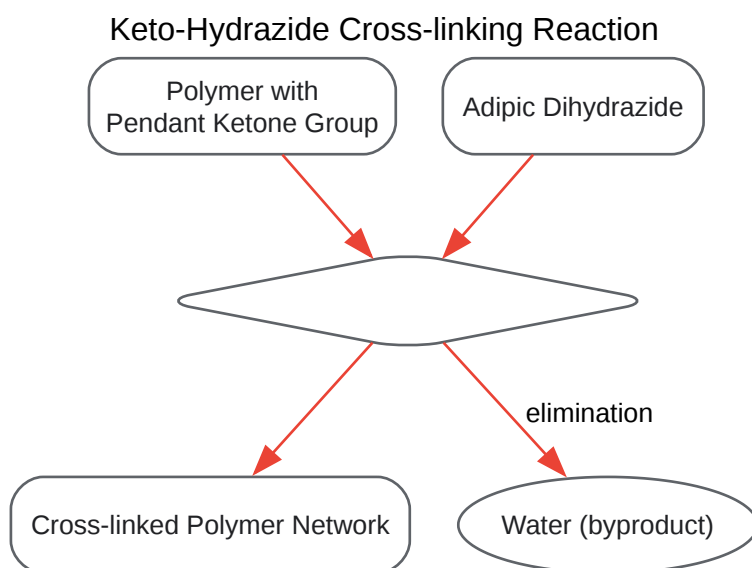 Keto-Hydrazide Cross-linking Reaction
Polymer with
Pendant Ketone Group
Adipic Dihydrazide
elimination
Cross-linked Polymer Network
Water (byproduct)